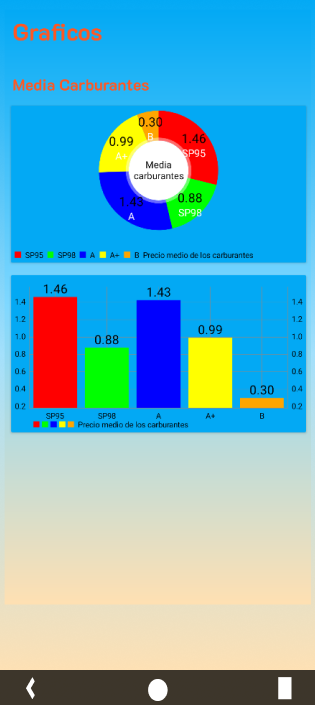 Graficos
Media Carburantes
0.30
B
1.46
SP95
0.99
A+
Media
carburantes
0.88
SP98
1.43
A
SP95 SP98 A A+ B Precio medio de los carburantes
1.46
0.88
1.43
0.99
0.30
1.4 1.4
1.2 1.2
1.0 1.0
0.8 0.8
0.6 0.6
0.4 0.4
0.2 0.2
SP95 SP98 A A+ B
Precio medio de los carburantes